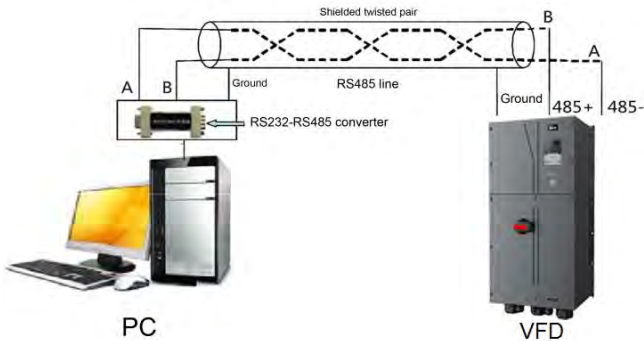 Shielded twisted pair
B
A
A
B
Ground
RS485 line
Ground
485+
485-
RS232-RS485 converter
PC
VFD